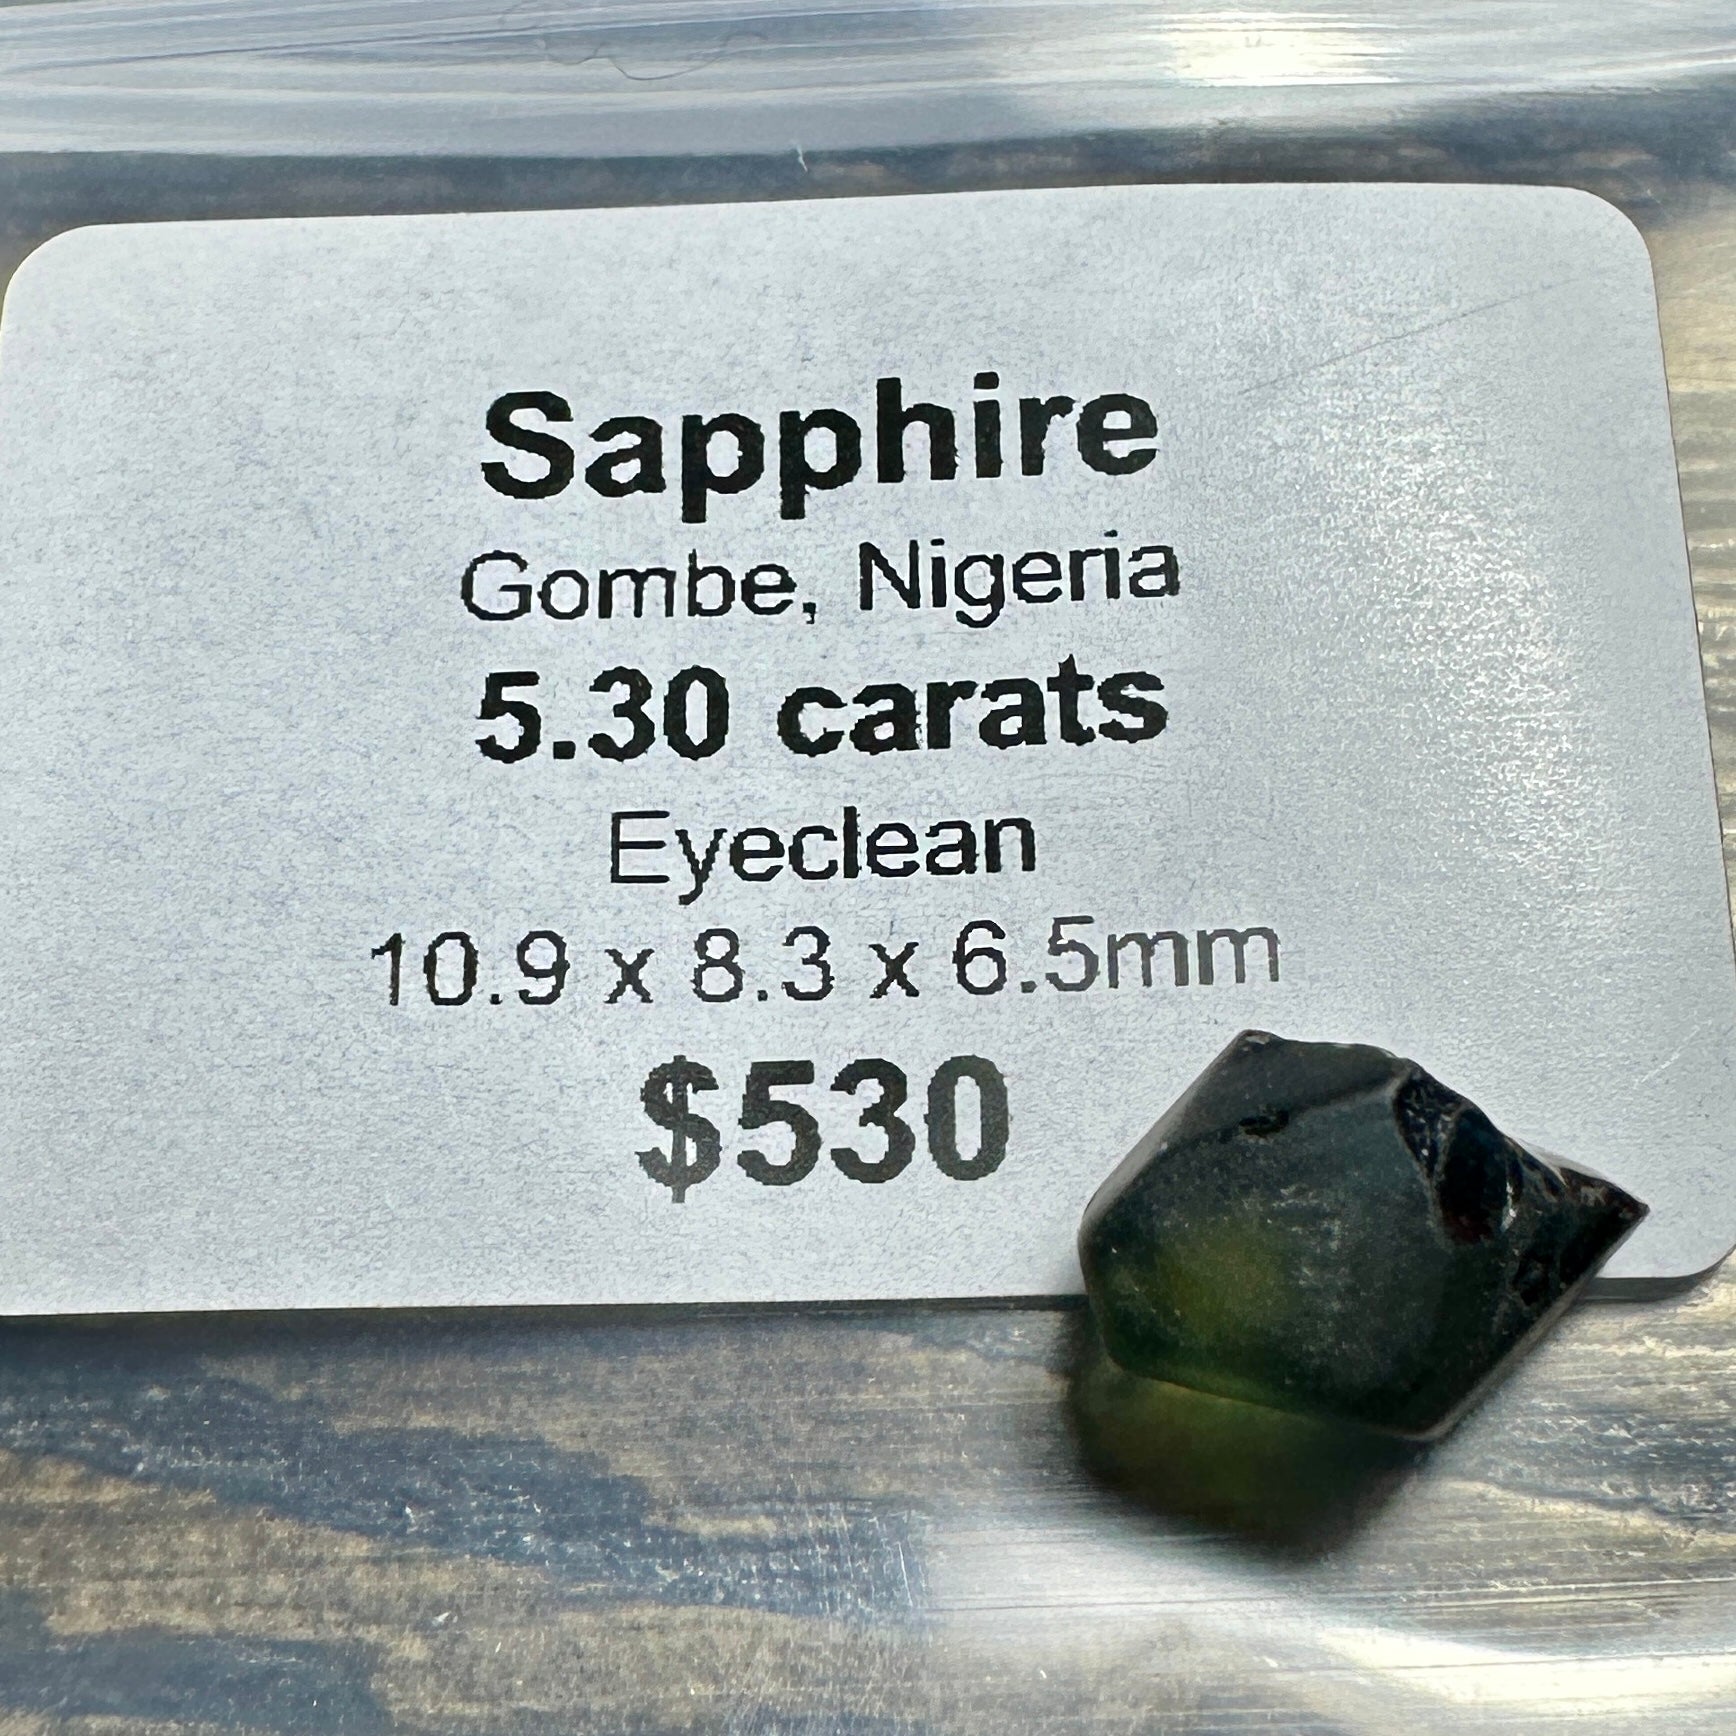 Sapphire
Gombe, Nigeria
5.30 carats
Eyeclean
10.9 x 8.3 x 6.5mm
$530